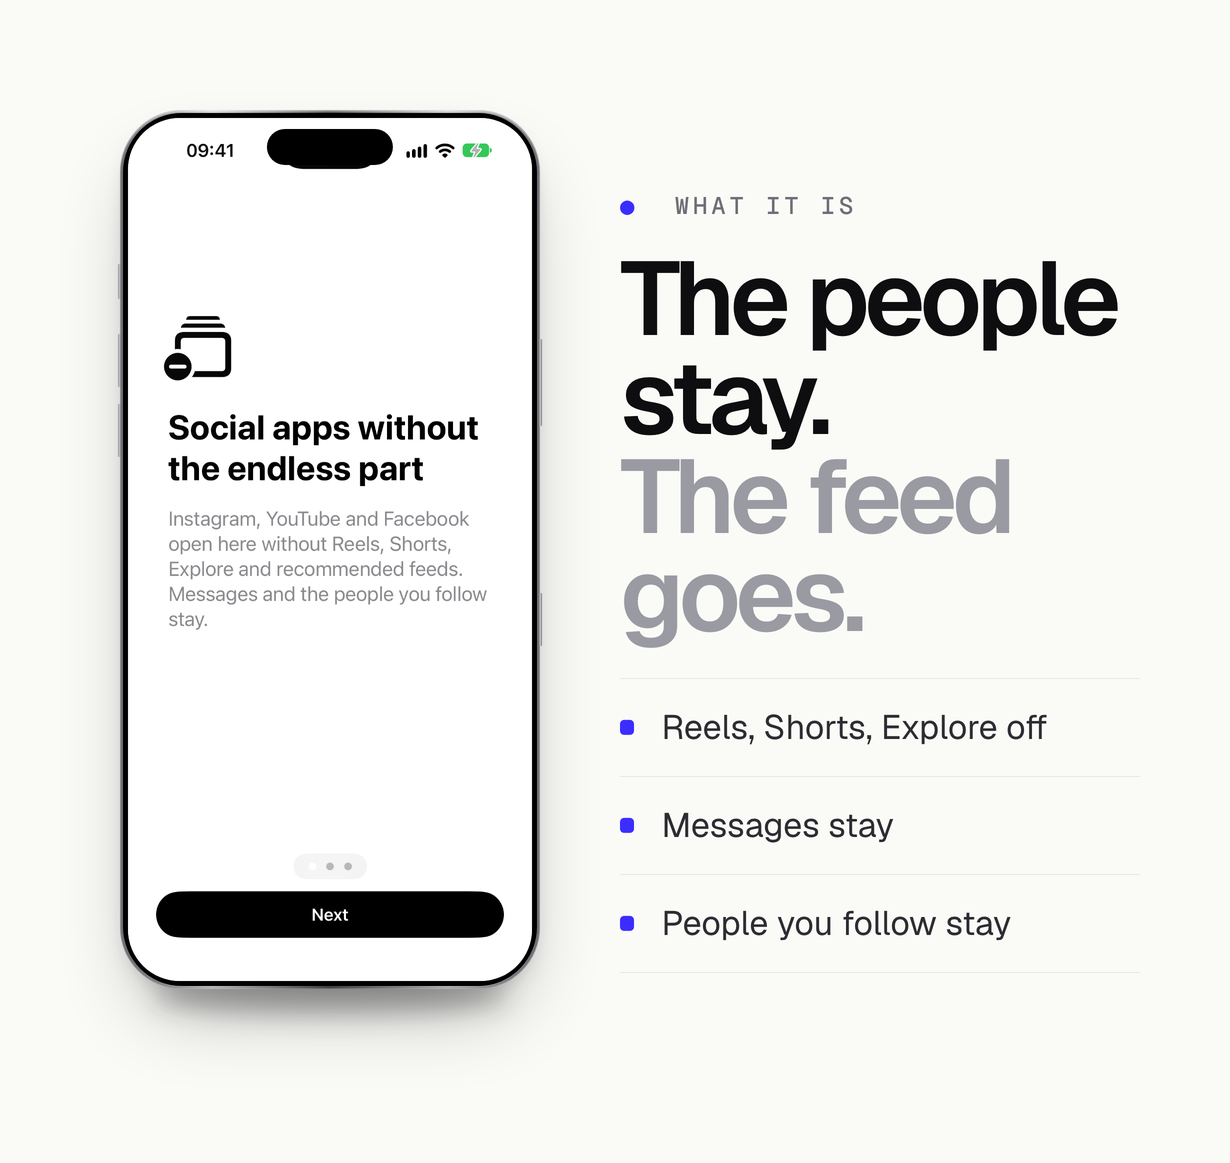 09:41
Social apps without
the endless part
Instagram, YouTube and Facebook
open here without Reels, Shorts,
Explore and recommended feeds.
Messages and the people you follow
stay.
Next
WHAT IT IS
The people
stay.
The feed
goes.
Reels, Shorts, Explore off
Messages stay
People you follow stay